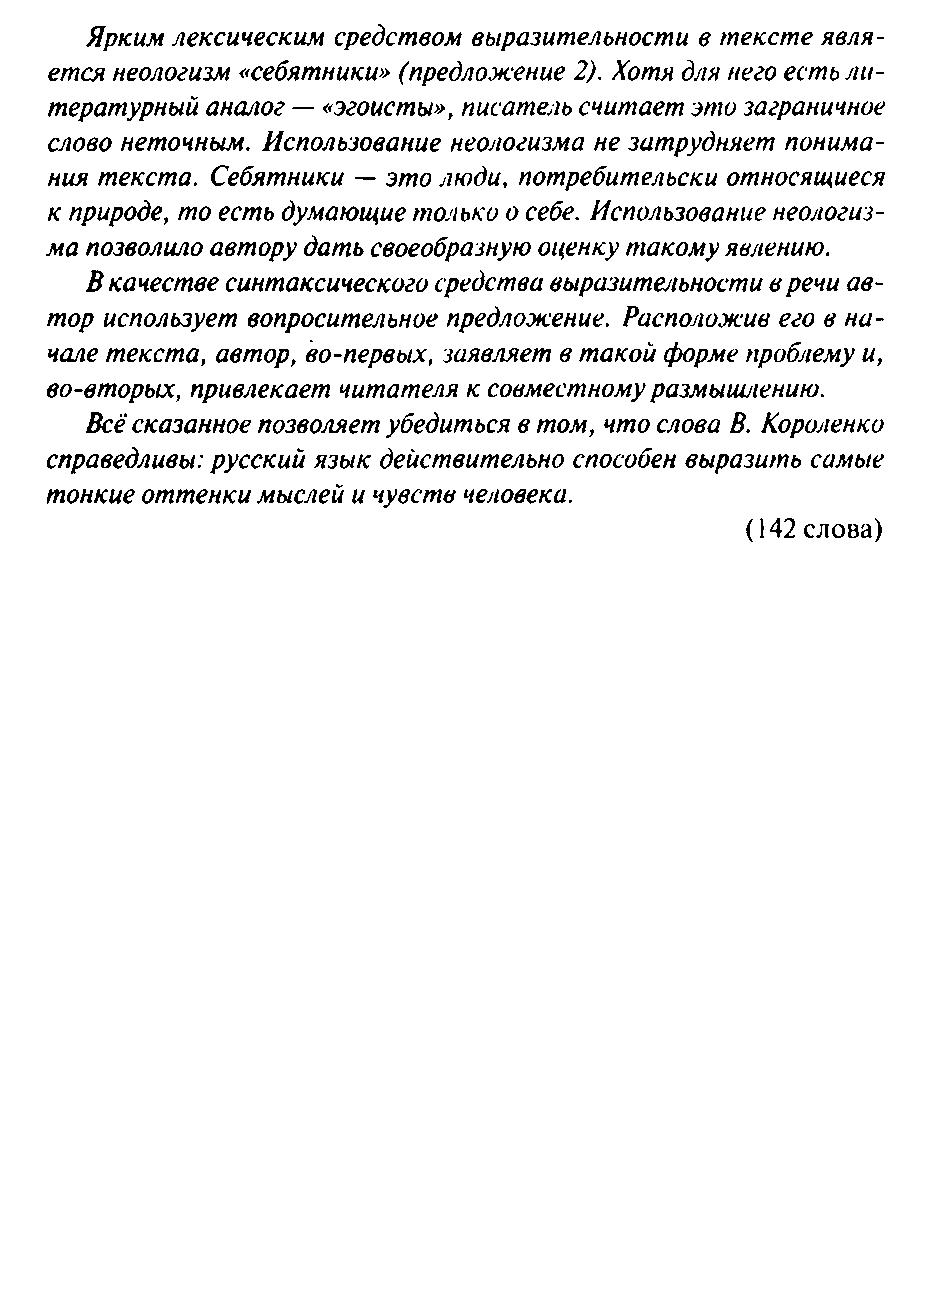 Ярким лексическим средством выразительности в тексте явля-
ется неологизм «себятники» (предложение 2). Хотя для него есть ли-
тературный аналог — «эгоисты», писатель считает это заграничное
слово неточным. Использование неологизма не затрудняет понима-
ния текста. Себятники — это люди, потребительски относящиеся
к природе, то есть думающие только о себе. Использование неологиз-
ма позволило автору дать своеобразную оценку такому явлению.
В качестве синтаксического средства выразительности в речи ав-
тор использует вопросительное предложение. Расположив его в на-
чале текста, автор, во-первых, заявляет в такой форме проблему и,
во-вторых, привлекает читателя к совместному размышлению.
Всё сказанное позволяет убедиться в том, что слова В. Короленко
справедливы: русский язык действительно способен выразить самые
тонкие оттенки мыслей и чувств человека.
(142 слова)